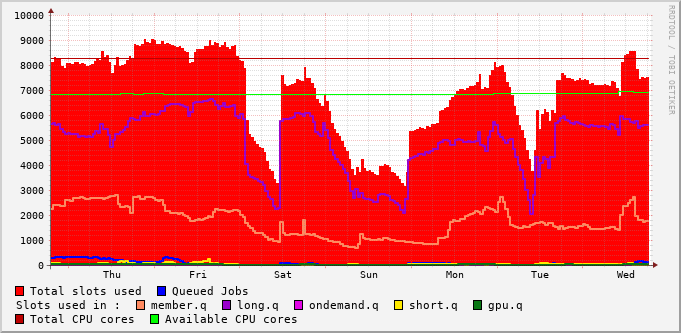 RRDTOOL / TOBI OETIKER
10000
9000
8000
7000
6000
5000
4000
3000
2000
1000
0
Thu Fri Sat Sun Mon Tue Wed
Total slots used Queued Jobs
Slots used in : member.q long.q ondemand.q short.q gpu.q
Total CPU cores Available CPU cores